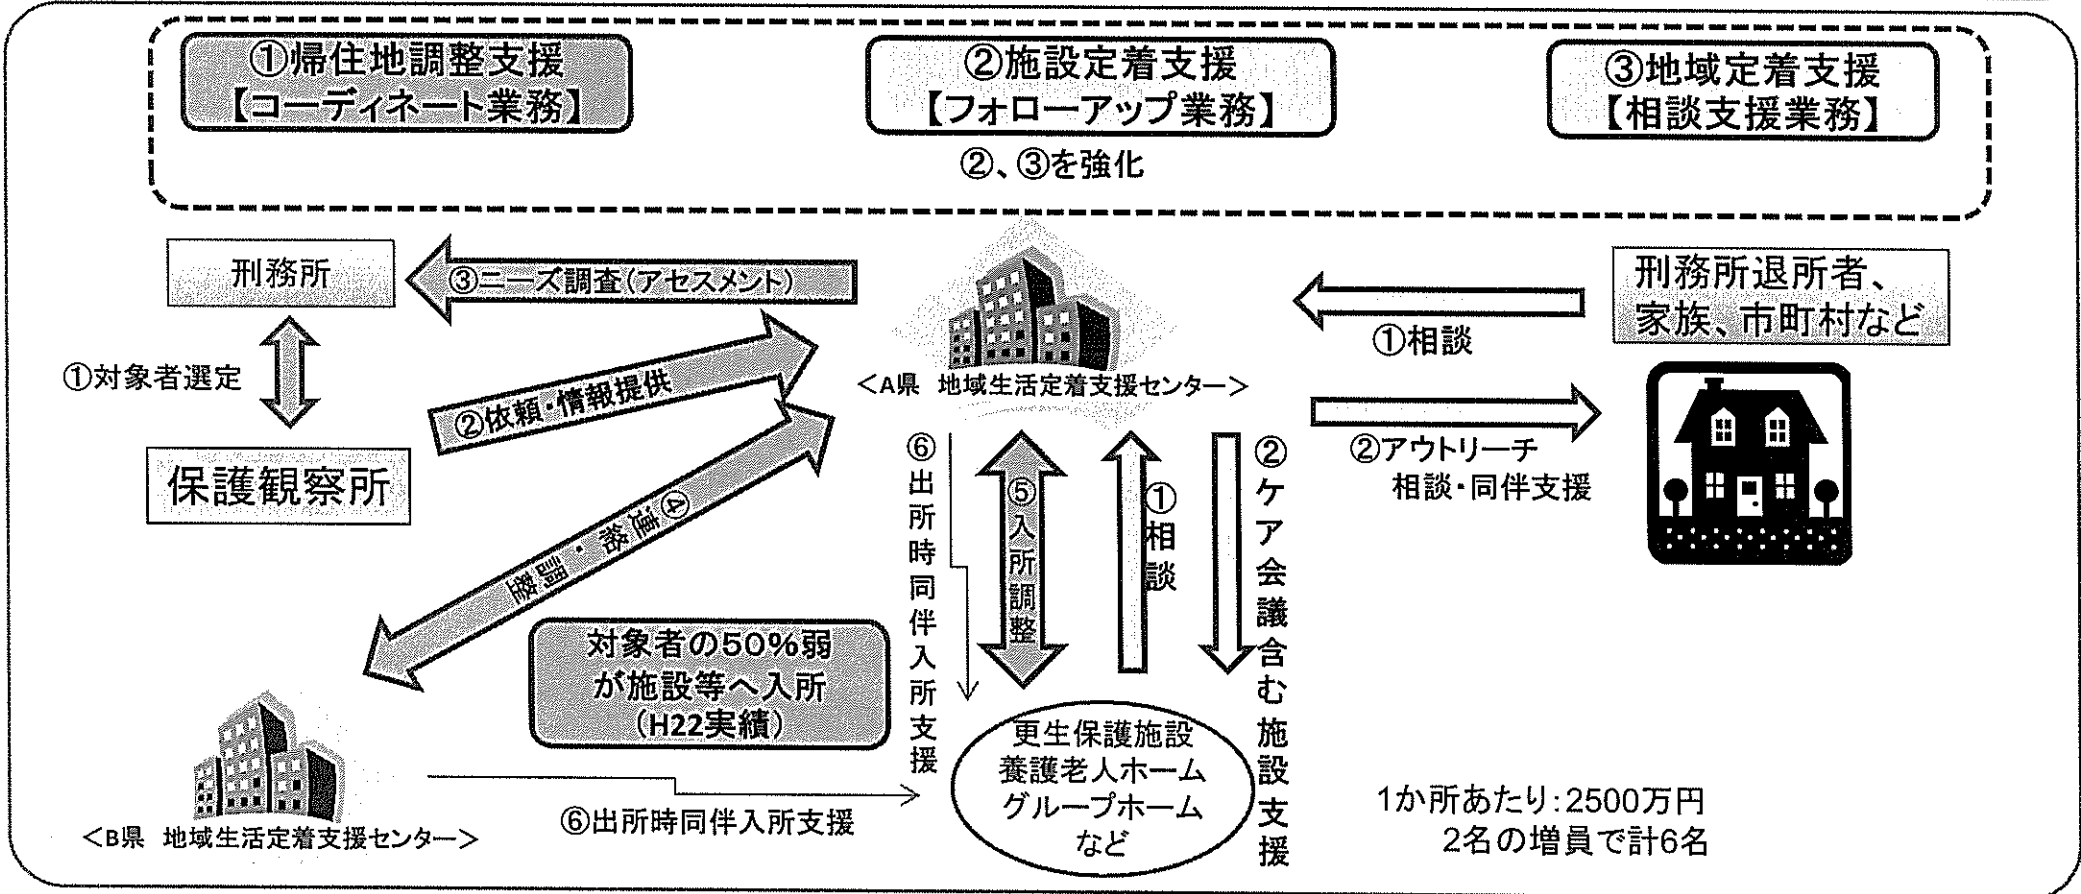 ①帰住地調整支援
【コーディネート業務】
②施設定着支援
【フォローアップ業務】
③地域定着支援
【相談支援業務】
②、③を強化
刑務所
③ニーズ調査(アセスメント)
刑務所退所者、
家族、市町村など
①相談
①対象者選定
②依頼・情報提供
<A県 地域生活定着支援センター>
保護観察所
④連絡・調整
⑥出所時同伴入所支援
⑤入所調整
①相談
②ケア会議含む施設支援
②アウトリーチ
相談・同伴支援
対象者の50%弱
が施設等へ入所
(H22実績)
更生保護施設
養護老人ホーム
グループホーム
など
<B県 地域生活定着支援センター>
⑥出所時同伴入所支援
1か所あたり:2500万円
2名の増員で計6名